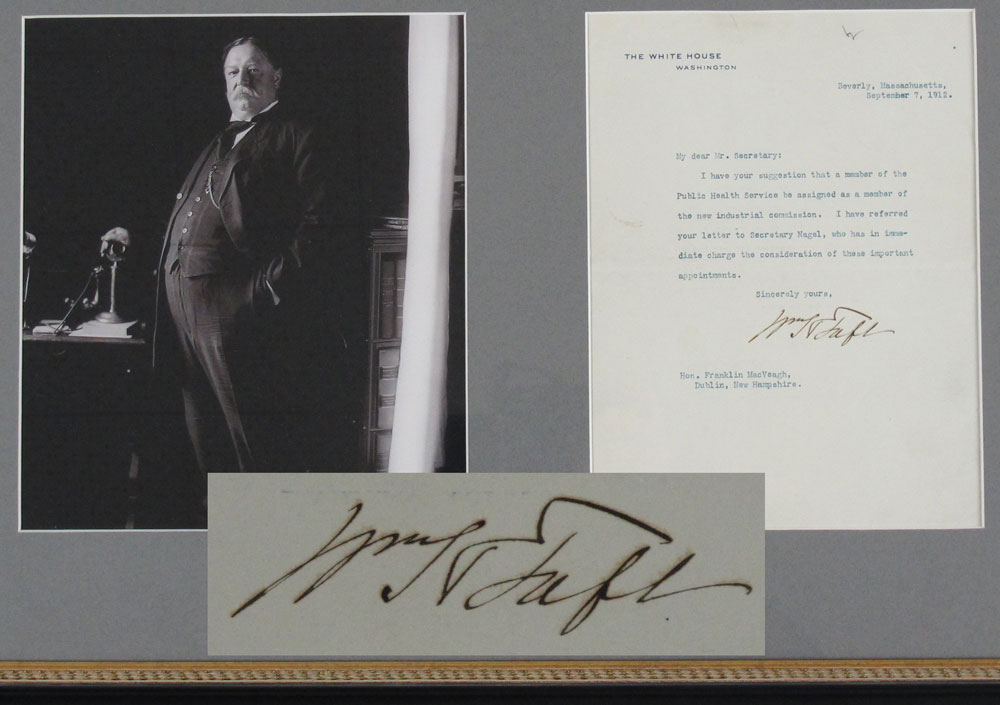 THE WHITE HOUSE
WASHINGTON
Beverly, Massachusetts,
September 7, 1912.
My dear Mr. Secretary:
I have your suggestion that a member of the
Public Health Service be assigned as a member of
the new industrial commission. I have referred
your letter to Secretary Nagel, who has in imme-
diate charge the consideration of these important
appointments.
Sincerely yours,
Wm H Taft
Hon. Franklin MacVeagh,
Dublin, New Hampshire.
Wm H Taft